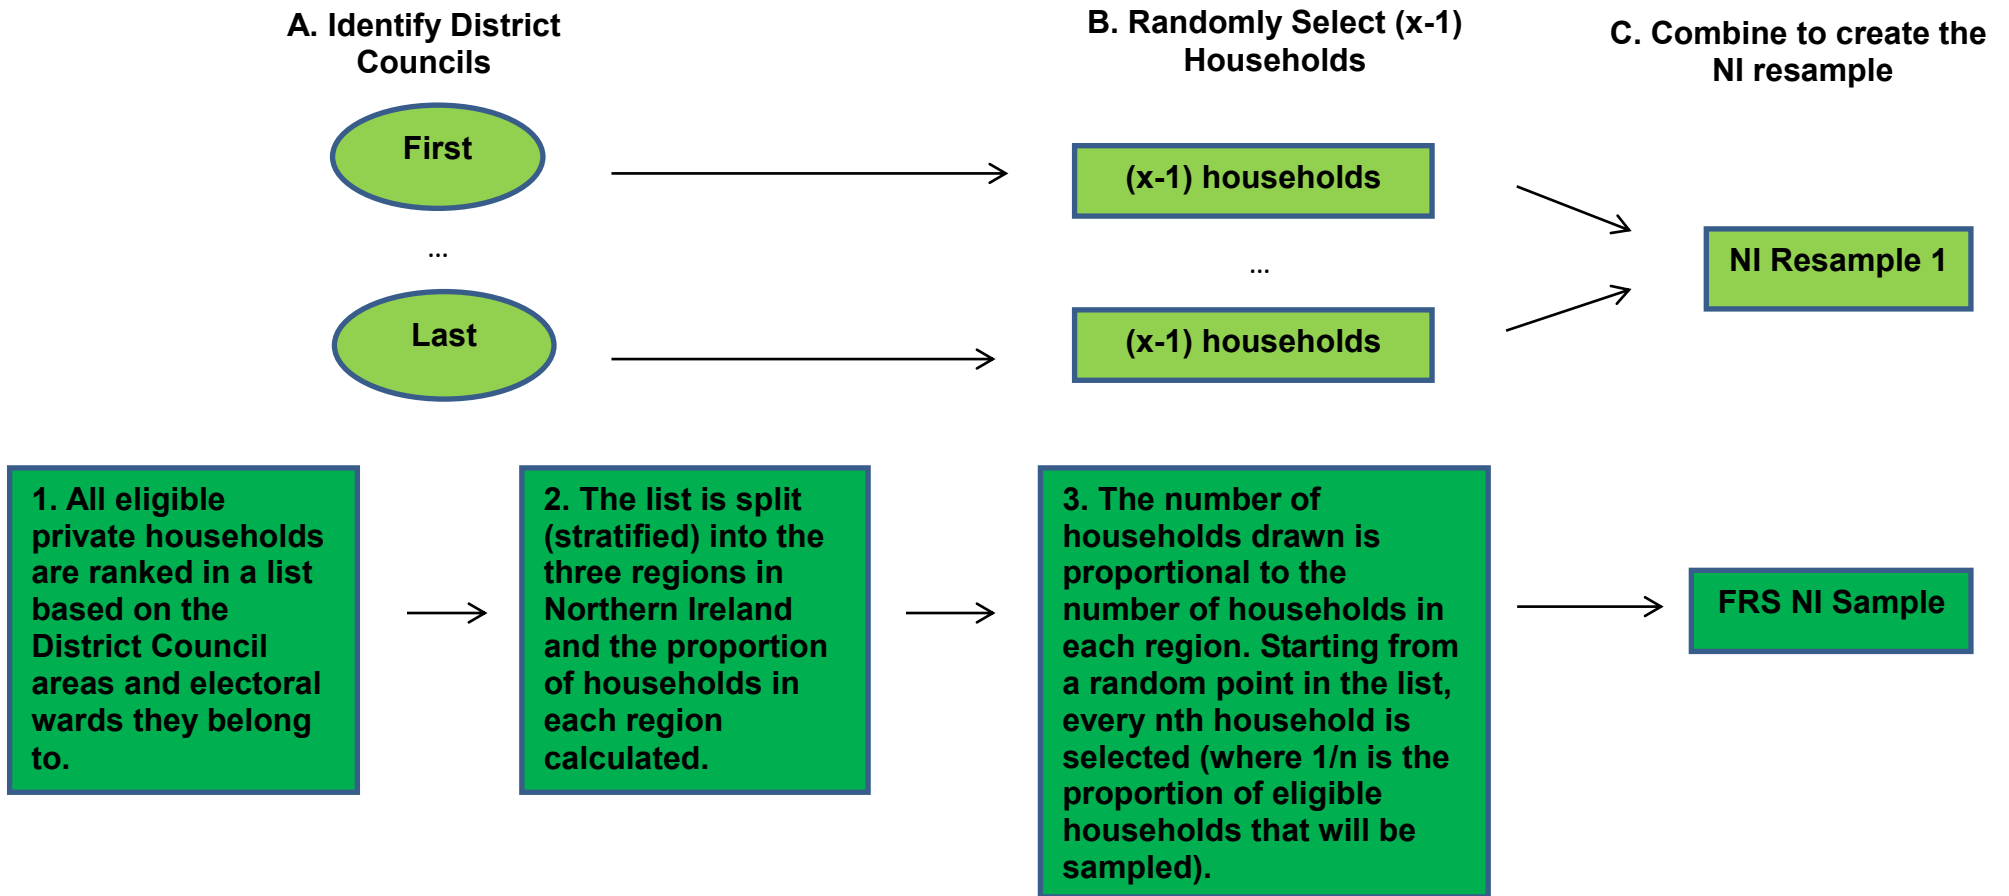 A. Identify District
Councils
B. Randomly Select (x-1)
Households
C. Combine to create the
NI resample
First
(x-1) households
...
...
NI Resample 1
Last
(x-1) households
1. All eligible
private households
are ranked in a list
based on the
District Council
areas and electoral
wards they belong
to.
2. The list is split
(stratified) into the
three regions in
Northern Ireland
and the proportion
of households in
each region
calculated.
3. The number of
households drawn is
proportional to the
number of households in
each region. Starting from
a random point in the list,
every nth household is
selected (where 1/n is the
proportion of eligible
households that will be
sampled).
FRS NI Sample